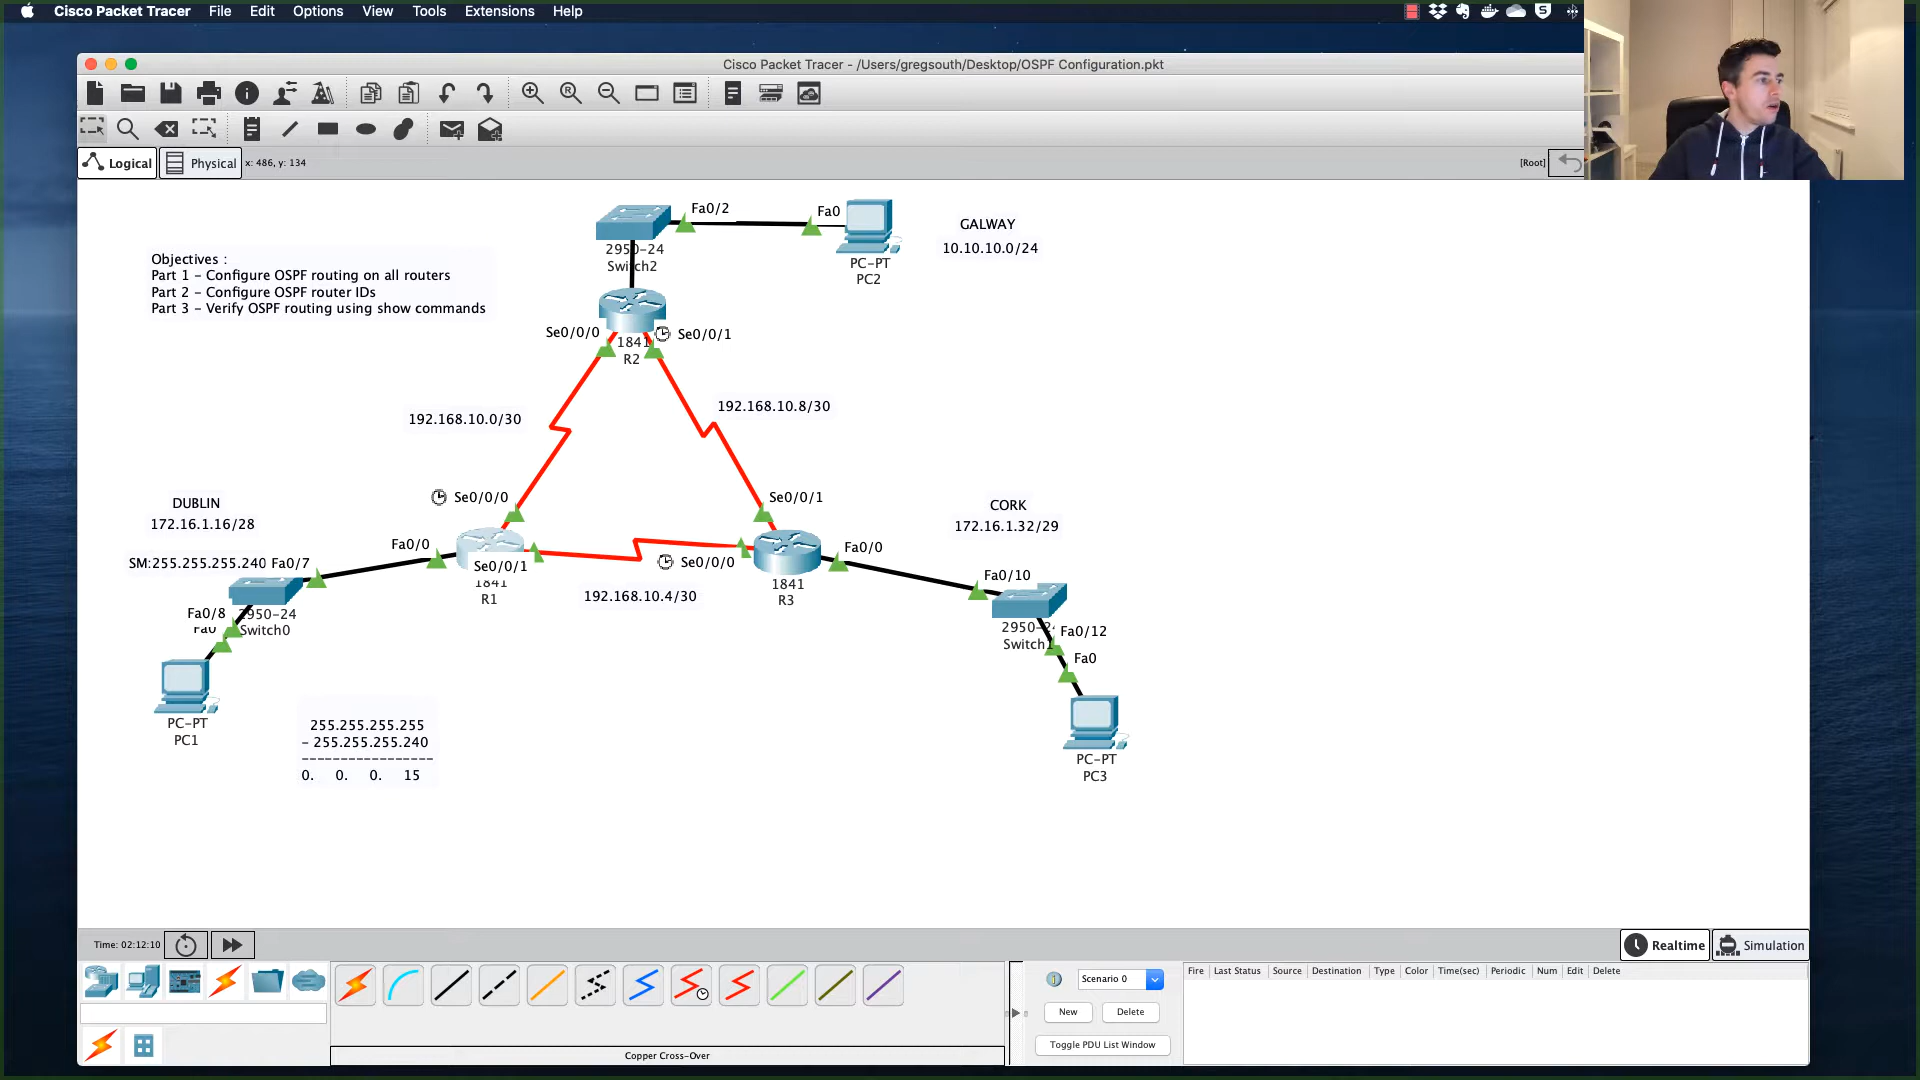 Cisco Packet Tracer File Edit Options View Tools Extensions Help
Cisco Packet Tracer - /Users/gregsouth/Desktop/OSPF Configuration.pkt
Logical Physical x: 486, y: 134 [Root]
Fa0/2 Fa0
GALWAY
10.10.10.0/24
2950-24
Switch2
PC-PT
PC2
Objectives :
Part 1 - Configure OSPF routing on all routers
Part 2 - Configure OSPF router IDs
Part 3 - Verify OSPF routing using show commands
Se0/0/0 Se0/0/1
1841
R2
192.168.10.0/30
192.168.10.8/30
Se0/0/0
Se0/0/1
DUBLIN
172.16.1.16/28
CORK
172.16.1.32/29
Fa0/0
Fa0/0
SM:255.255.255.240 Fa0/7
Se0/0/1
Se0/0/0
1841
R1
192.168.10.4/30
1841
R3
Fa0/10
Fa0/8
Fa0
2950-24
Switch0
2950-24
Switch1
Fa0/12
Fa0
PC-PT
PC1
255.255.255.255
- 255.255.255.240
------------------
0. 0. 0. 15
PC-PT
PC3
Time: 02:12:10
Realtime Simulation
Scenario 0
New Delete
Toggle PDU List Window
Fire Last Status Source Destination Type Color Time(sec) Periodic Num Edit Delete
Copper Cross-Over